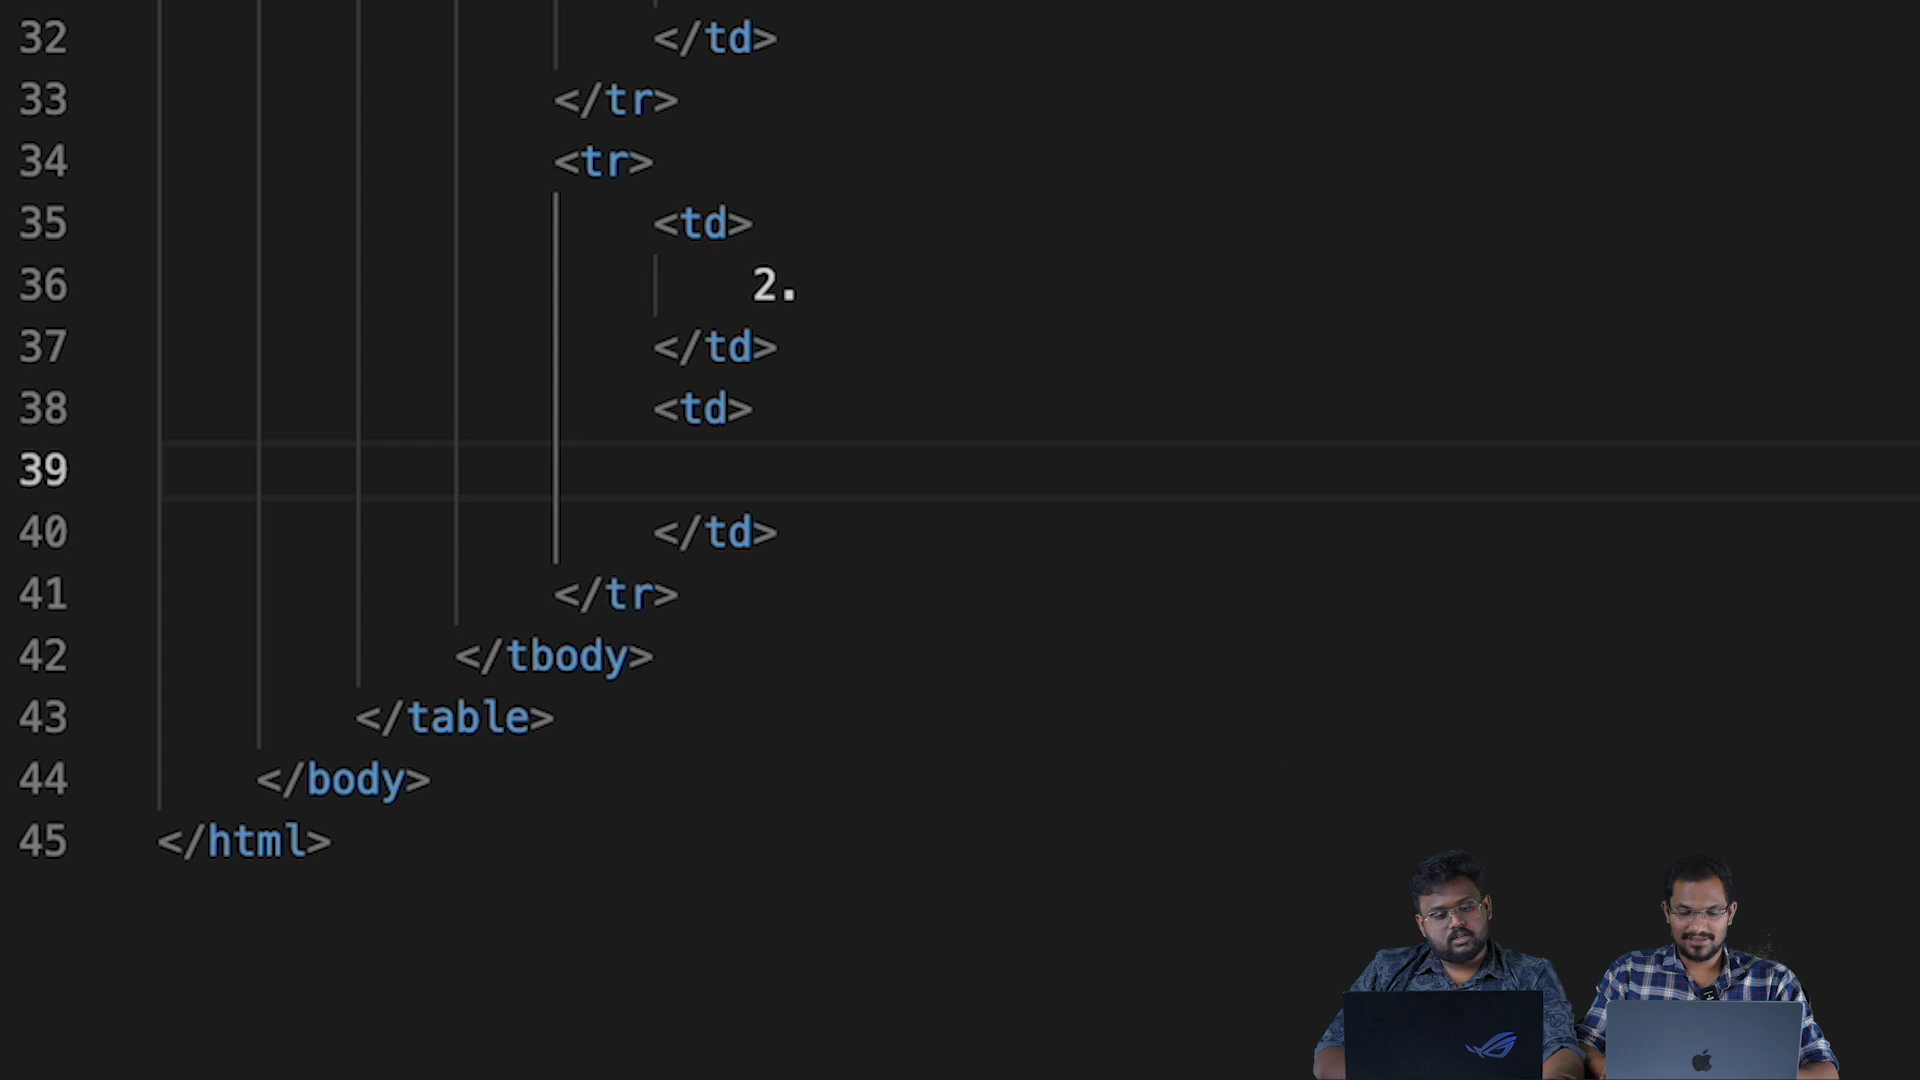 32 </td>
33 </tr>
34 <tr>
35 <td>
36 2.
37 </td>
38 <td>
39
40 </td>
41 </tr>
42 </tbody>
43 </table>
44 </body>
45 </html>